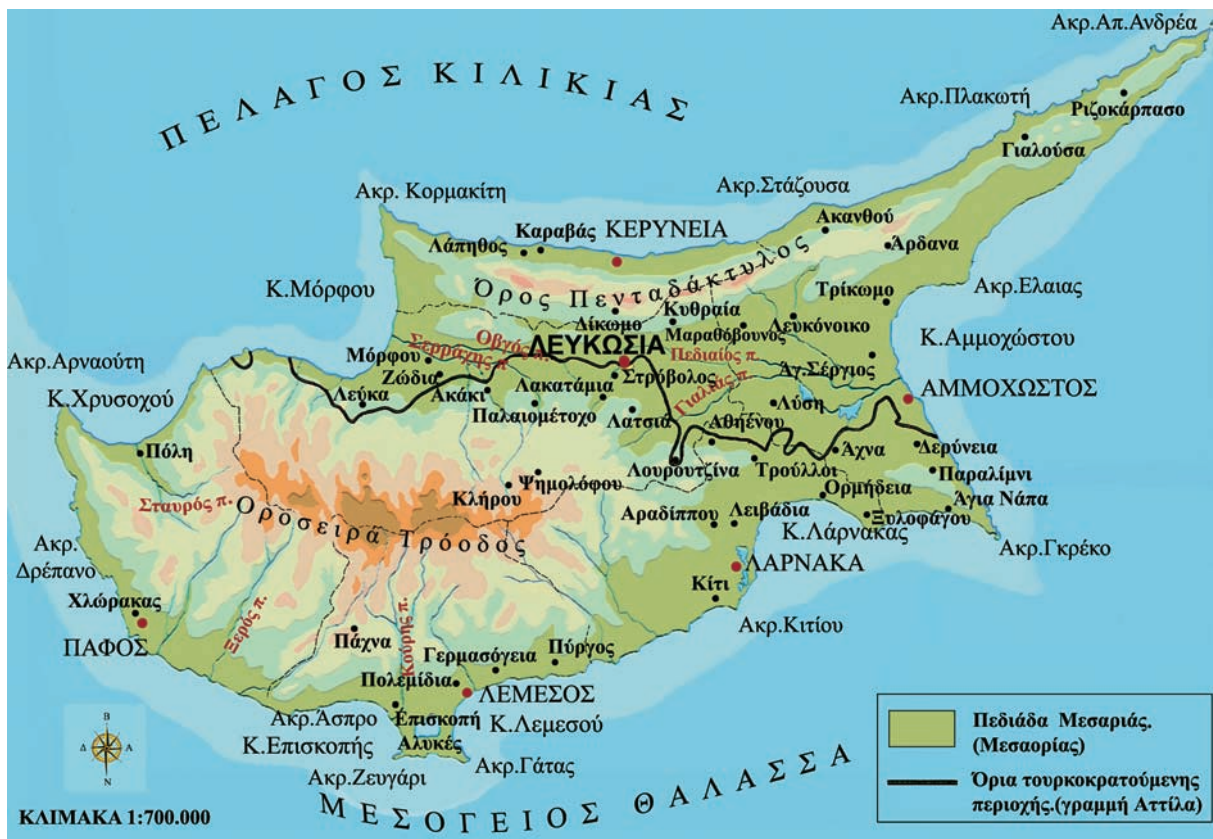 Ακρ.Απ.Ανδρέα
ΠΕΛΑΓΟΣ ΚΙΛΙΚΙΑΣ
Ακρ.Πλακωτή
Ριζοκάρπασο
Γιαλούσα
Ακρ. Κορμακίτη
Ακρ.Στάζουσα
Ακανθού
Καραβάς
ΚΕΡΥΝΕΙΑ
Λάπηθος
Άρδανα
Όρος Πενταδάκτυλος
Κ.Μόρφου
Τρίκωμο
Ακρ.Ελαιας
Κυθραία
Δίκωμο
Μαραθόβουνος
Λευκόνοικο
Κ.Αμμοχώστου
Οβγός π.
Σερράχης π
ΛΕΥΚΩΣΙΑ
Πεδιαίος π.
Ακρ.Αρναούτη
Μόρφου
Ζώδια
Στρόβολος
Άγ.Σέργιος
Γιαλιάς π.
ΑΜΜΟΧΩΣΤΟΣ
Κ.Χρυσοχού
Λεύκα
Ακάκι
Λακατάμια
Παλαιομέτοχο
Λατσιά
Λύση
Αθηένου
Πόλη
Δερύνεια
Άχνα
Λουρουτζίνα
Τρούλλοι
Παραλίμνι
Ψημολόφου
Κλήρου
Ορμήδεια
Άγια Νάπα
Σταυρός π.
Οροσειρά Τρόοδος
Αραδίππου
Λειβάδια
Ξυλοφάγου
Κ.Λάρνακας
Ακρ.Γκρέκο
Ακρ.
Δρέπανο
ΛΑΡΝΑΚΑ
Κίτι
Χλώρακας
Ακρ.Κιτίου
ΠΑΦΟΣ
Ξερός π.
Πάχνα
Κούρης π.
Πύργος
Γερμασόγεια
Πολεμίδια
ΛΕΜΕΣΟΣ
Ακρ.Άσπρο
Επισκοπή
Κ.Λεμεσού
Κ.Επισκοπής
Αλυκές
Ακρ.Γάτας
Ακρ.Ζευγάρι
ΜΕΣΟΓΕΙΟΣ ΘΑΛΑΣΣΑ
Β
Δ Α
Ν
ΚΛΙΜΑΚΑ 1:700.000
Πεδιάδα Μεσαριάς.
(Μεσαορίας)
Όρια τουρκοκρατούμενης
περιοχής.(γραμμή Αττίλα)